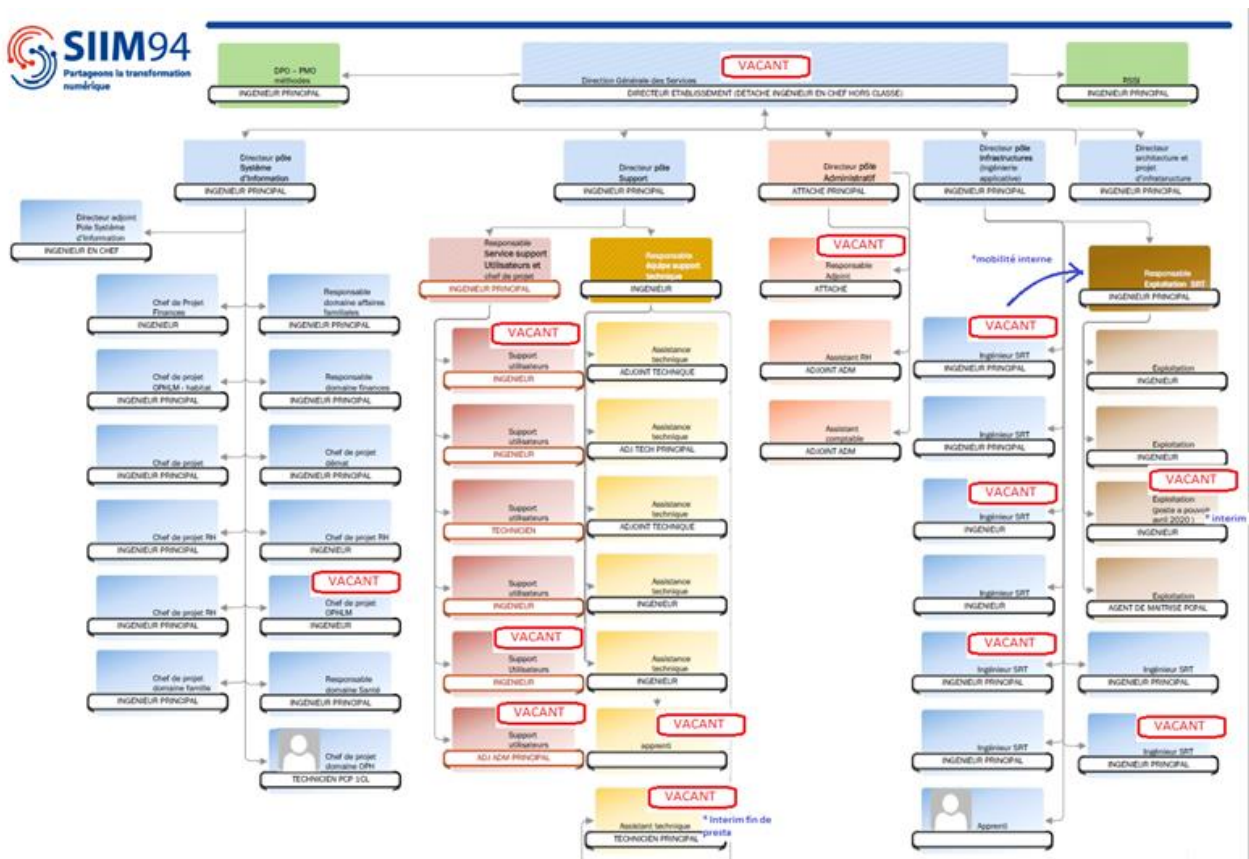 SIIM94
Partageons la transformation
numérique
DPO – PMO
méthodes
INGENIEUR PRINCIPAL
VACANT
Direction Générale des Services
DIRECTEUR ETABLISSEMENT (DETACHE INGENIEUR EN CHEF HORS CLASSE)
RSSI
INGENIEUR PRINCIPAL
Directeur pôle
Système
d'Information
INGENIEUR PRINCIPAL
Directeur pôle
Support
INGENIEUR PRINCIPAL
Directeur pôle
Administratif
ATTACHE PRINCIPAL
Directeur pôle
Infrastructures
(Ingénierie
applicative)
INGENIEUR PRINCIPAL
Directeur
architecture et
projet
d'infrastructure
INGENIEUR PRINCIPAL
Directeur adjoint
Pole Système
d'Information
INGENIEUR EN CHEF
Chef de Projet
Finances
INGENIEUR
Responsable
domaine affaires
familiales
INGENIEUR PRINCIPAL
Chef de projet
OPHLM - habitat
INGENIEUR PRINCIPAL
Responsable
domaine finances
INGENIEUR PRINCIPAL
Chef de projet
INGENIEUR PRINCIPAL
Chef de projet
démat
INGENIEUR PRINCIPAL
Chef de projet RH
INGENIEUR PRINCIPAL
Chef de projet RH
INGENIEUR
Chef de projet RH
INGENIEUR PRINCIPAL
VACANT
Chef de projet
OPHLM
INGENIEUR
Chef de projet
domaine famille
INGENIEUR PRINCIPAL
Responsable
domaine Santé
INGENIEUR PRINCIPAL
Chef de projet
domaine OPH
TECHNICIEN PCP 1CL
Responsable
Service support
Utilisateurs et
chef de projet
INGENIEUR PRINCIPAL
VACANT
Support
utilisateurs
INGENIEUR
Support
utilisateurs
INGENIEUR
Support
utilisateurs
TECHNICIEN
Support
utilisateurs
INGENIEUR
VACANT
Support
Utilisateurs
INGENIEUR
VACANT
Support
utilisateurs
ADJ ADM PRINCIPAL
Responsable
équipe support
technique
INGENIEUR
Assistance
technique
ADJOINT TECHNIQUE
Assistance
technique
ADJ TECH PRINCIPAL
Assistance
technique
ADJOINT TECHNIQUE
Assistance
technique
INGENIEUR
Assistance
technique
INGENIEUR
VACANT
apprenti
VACANT
Assistant technique
TECHNICIEN PRINCIPAL
* Interim fin de
presta
VACANT
Responsable
Adjoint
ATTACHE
Assistant RH
ADJOINT ADM
Assistant
comptable
ADJOINT ADM
*mobilité interne
VACANT
Ingénieur SRT
INGENIEUR PRINCIPAL
Ingénieur SRT
INGENIEUR PRINCIPAL
VACANT
Ingénieur SRT
INGENIEUR
Ingénieur SRT
INGENIEUR
VACANT
Ingénieur SRT
INGENIEUR PRINCIPAL
Ingénieur SRT
INGENIEUR PRINCIPAL
Apprenti
Responsable
Exploitation SRT
INGENIEUR PRINCIPAL
Exploitation
INGENIEUR
Exploitation
INGENIEUR
VACANT
Exploitation
(poste a pouvoir
avril 2020 )
* interim
INGENIEUR
Exploitation
AGENT DE MAITRISE POPAL
Ingénieur SRT
INGENIEUR PRINCIPAL
VACANT
Ingénieur SRT
INGENIEUR PRINCIPAL